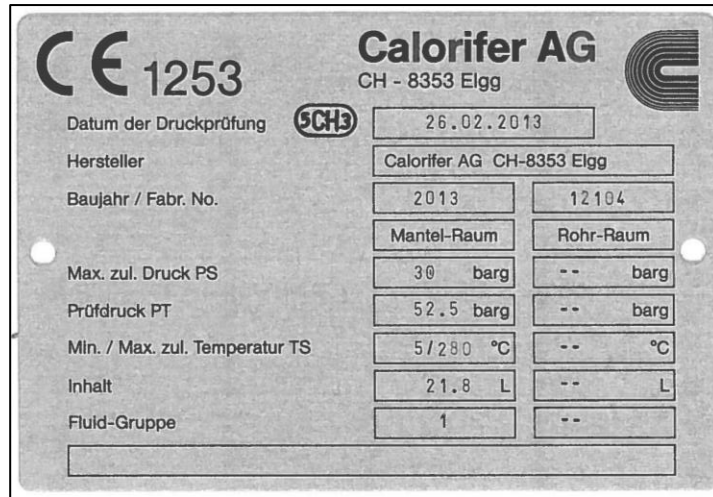 CE 1253
Calorifer AG
CH - 8353 Elgg
Datum der Druckprüfung 5CH3 26.02.2013
Hersteller Calorifer AG CH-8353 Elgg
Baujahr / Fabr. No. 2013 12104
Mantel-Raum Rohr-Raum
Max. zul. Druck PS 30 barg -- barg
Prüfdruck PT 52.5 barg -- barg
Min. / Max. zul. Temperatur TS 5/280 °C -- °C
Inhalt 21.8 L -- L
Fluid-Gruppe 1 --